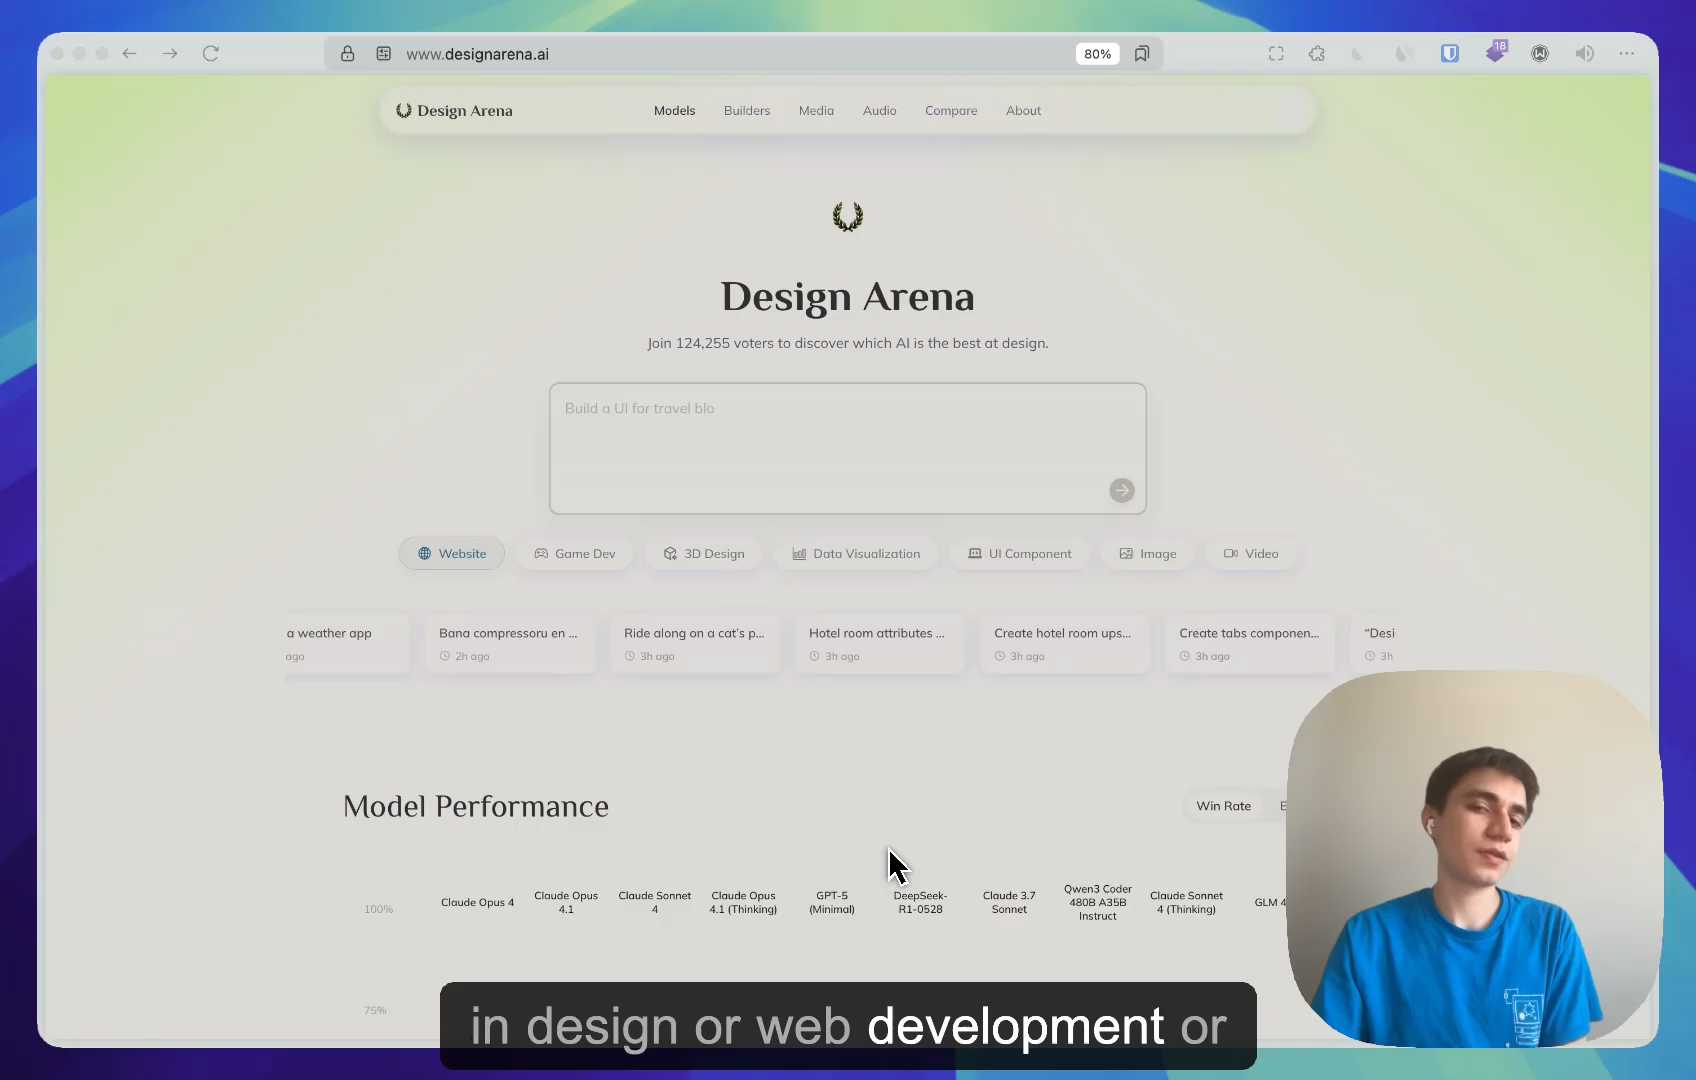 www.designarena.ai
80%
18
Design Arena
Models
Builders
Media
Audio
Compare
About
Design Arena
Join 124,255 voters to discover which AI is the best at design.
Build a UI for travel blo
Website
Game Dev
3D Design
Data Visualization
UI Component
Image
Video
a weather app
ago
Bana compressoru en ...
2h ago
Ride along on a cat's p...
3h ago
Hotel room attributes ...
3h ago
Create hotel room ups...
3h ago
Create tabs componen...
3h ago
“Desi
3h
Model Performance
Win Rate
E
100%
Claude Opus 4
Claude Opus
4.1
Claude Sonnet
4
Claude Opus
4.1 (Thinking)
GPT-5
(Minimal)
DeepSeek-
R1-0528
Claude 3.7
Sonnet
Qwen3 Coder
480B A35B
Instruct
Claude Sonnet
4 (Thinking)
GLM 4
75%
in design or web development or